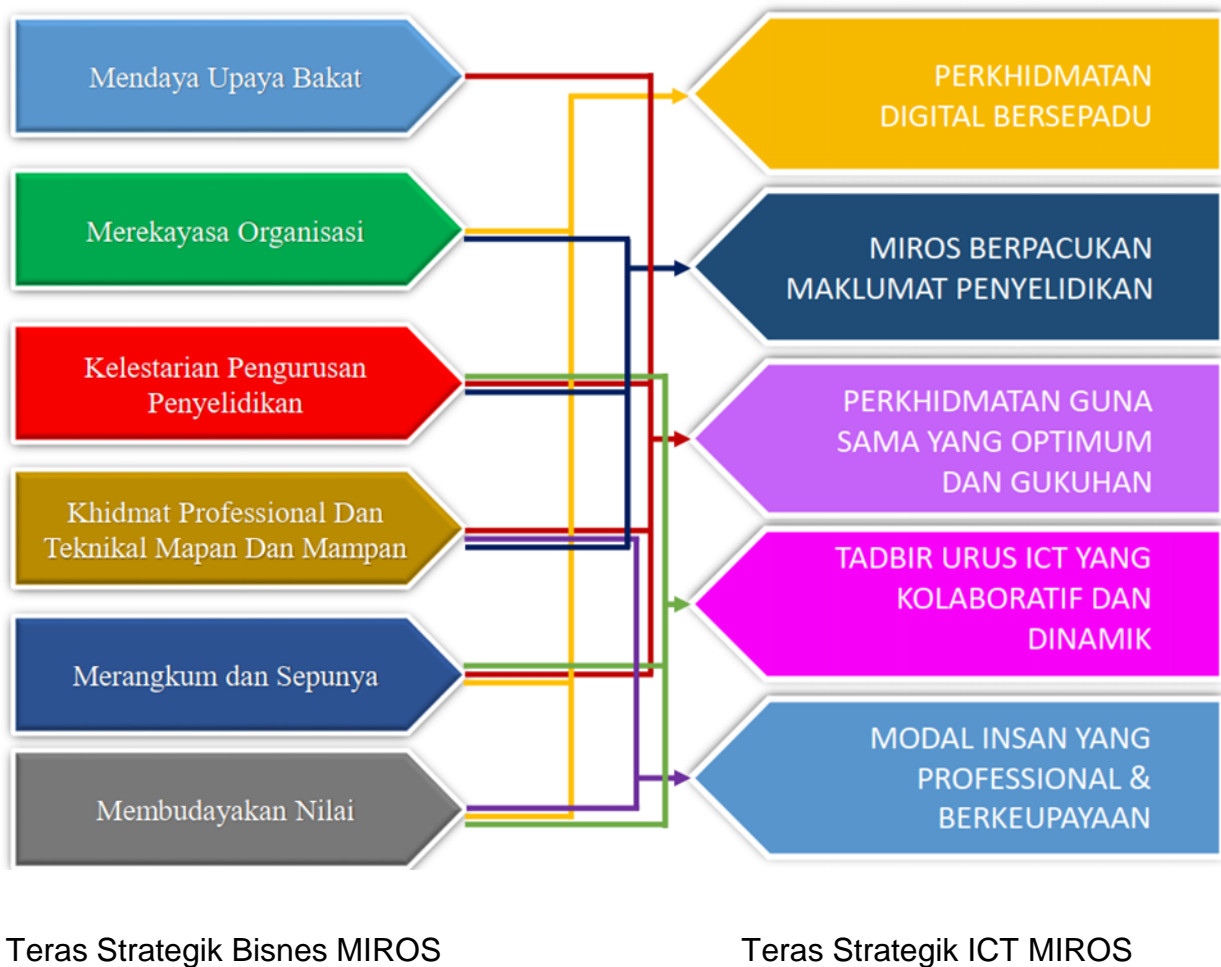 Mendaya Upaya Bakat
Merekayasa Organisasi
Kelestarian Pengurusan
Penyelidikan
Khidmat Professional Dan
Teknikal Mapan Dan Mampan
Merangkum dan Sepunya
Membudayakan Nilai
PERKHIDMATAN
DIGITAL BERSEPADU
MIROS BERPACUKAN
MAKLUMAT PENYELIDIKAN
PERKHIDMATAN GUNA
SAMA YANG OPTIMUM
DAN GUKUHAN
TADBIR URUS ICT YANG
KOLABORATIF DAN
DINAMIK
MODAL INSAN YANG
PROFESSIONAL &
BERKEUPAYAAN
Teras Strategik Bisnes MIROS
Teras Strategik ICT MIROS